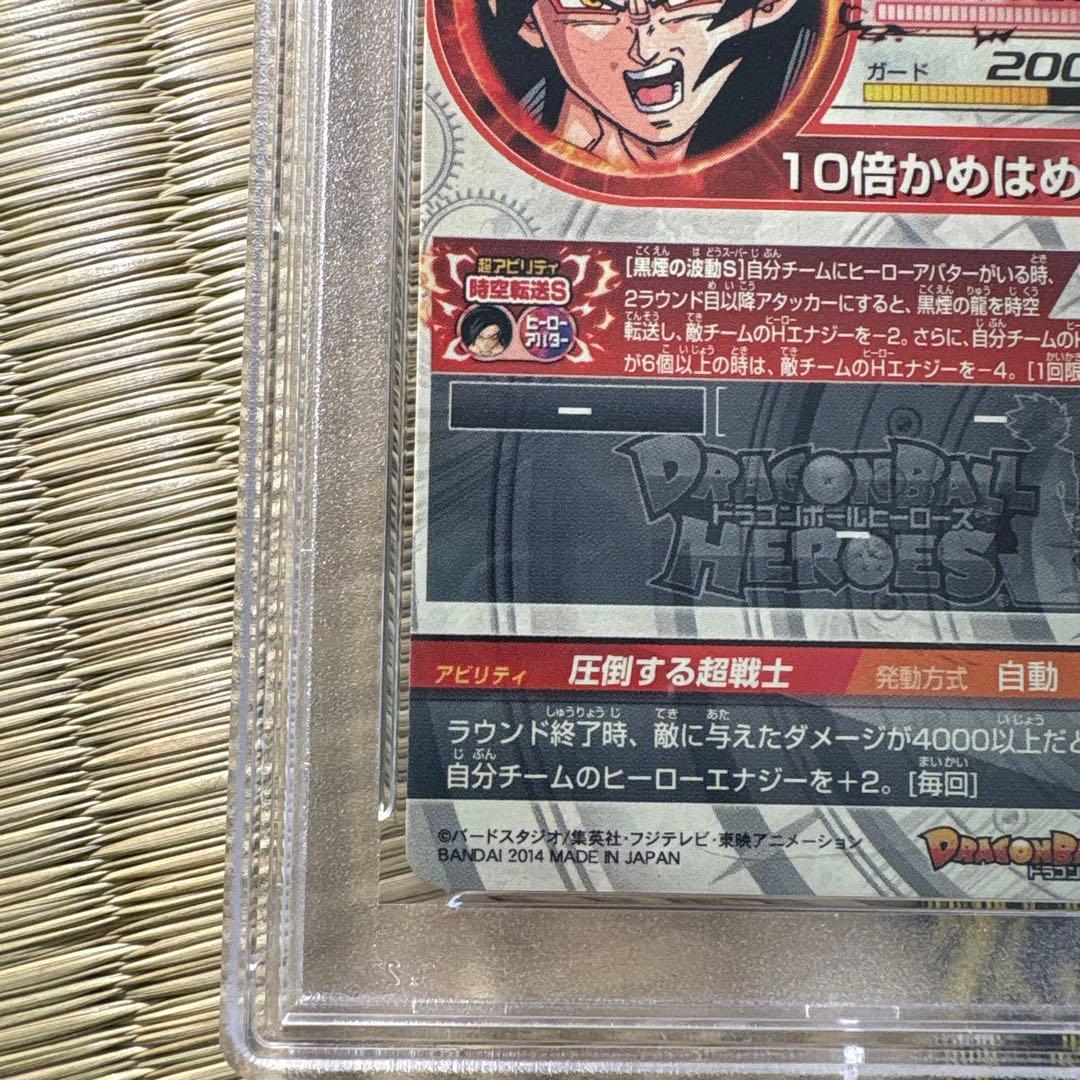 ガード 200
10倍かめはめ
超アビリティ
時空転送S
ヒーロー
アバター
[黒煙の波動S]自分チームにヒーローアバターがいる時、
2ラウンド目以降アタッカーにすると、黒煙の龍を時空
転送し、敵チームのHエナジーを−2。さらに、自分チームのH
が6個以上の時は、敵チームのHエナジーを−4。[1回限
DRAGONBALL
ドラゴンボールヒーローズ
HEROES
アビリティ 圧倒する超戦士 発動方式 自動
ラウンド終了時、敵に与えたダメージが4000以上だと
自分チームのヒーローエナジーを+2。[毎回]
©バードスタジオ/集英社・フジテレビ・東映アニメーション
BANDAI 2014 MADE IN JAPAN
DRAGONBA
ドラゴン